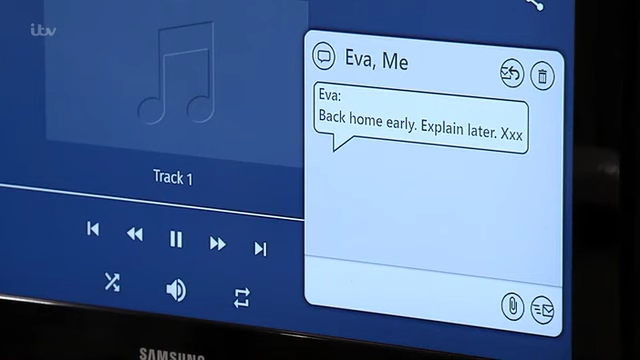 itv
Eva, Me
Eva:
Back home early. Explain later. Xxx
Track 1
SAMSUNG